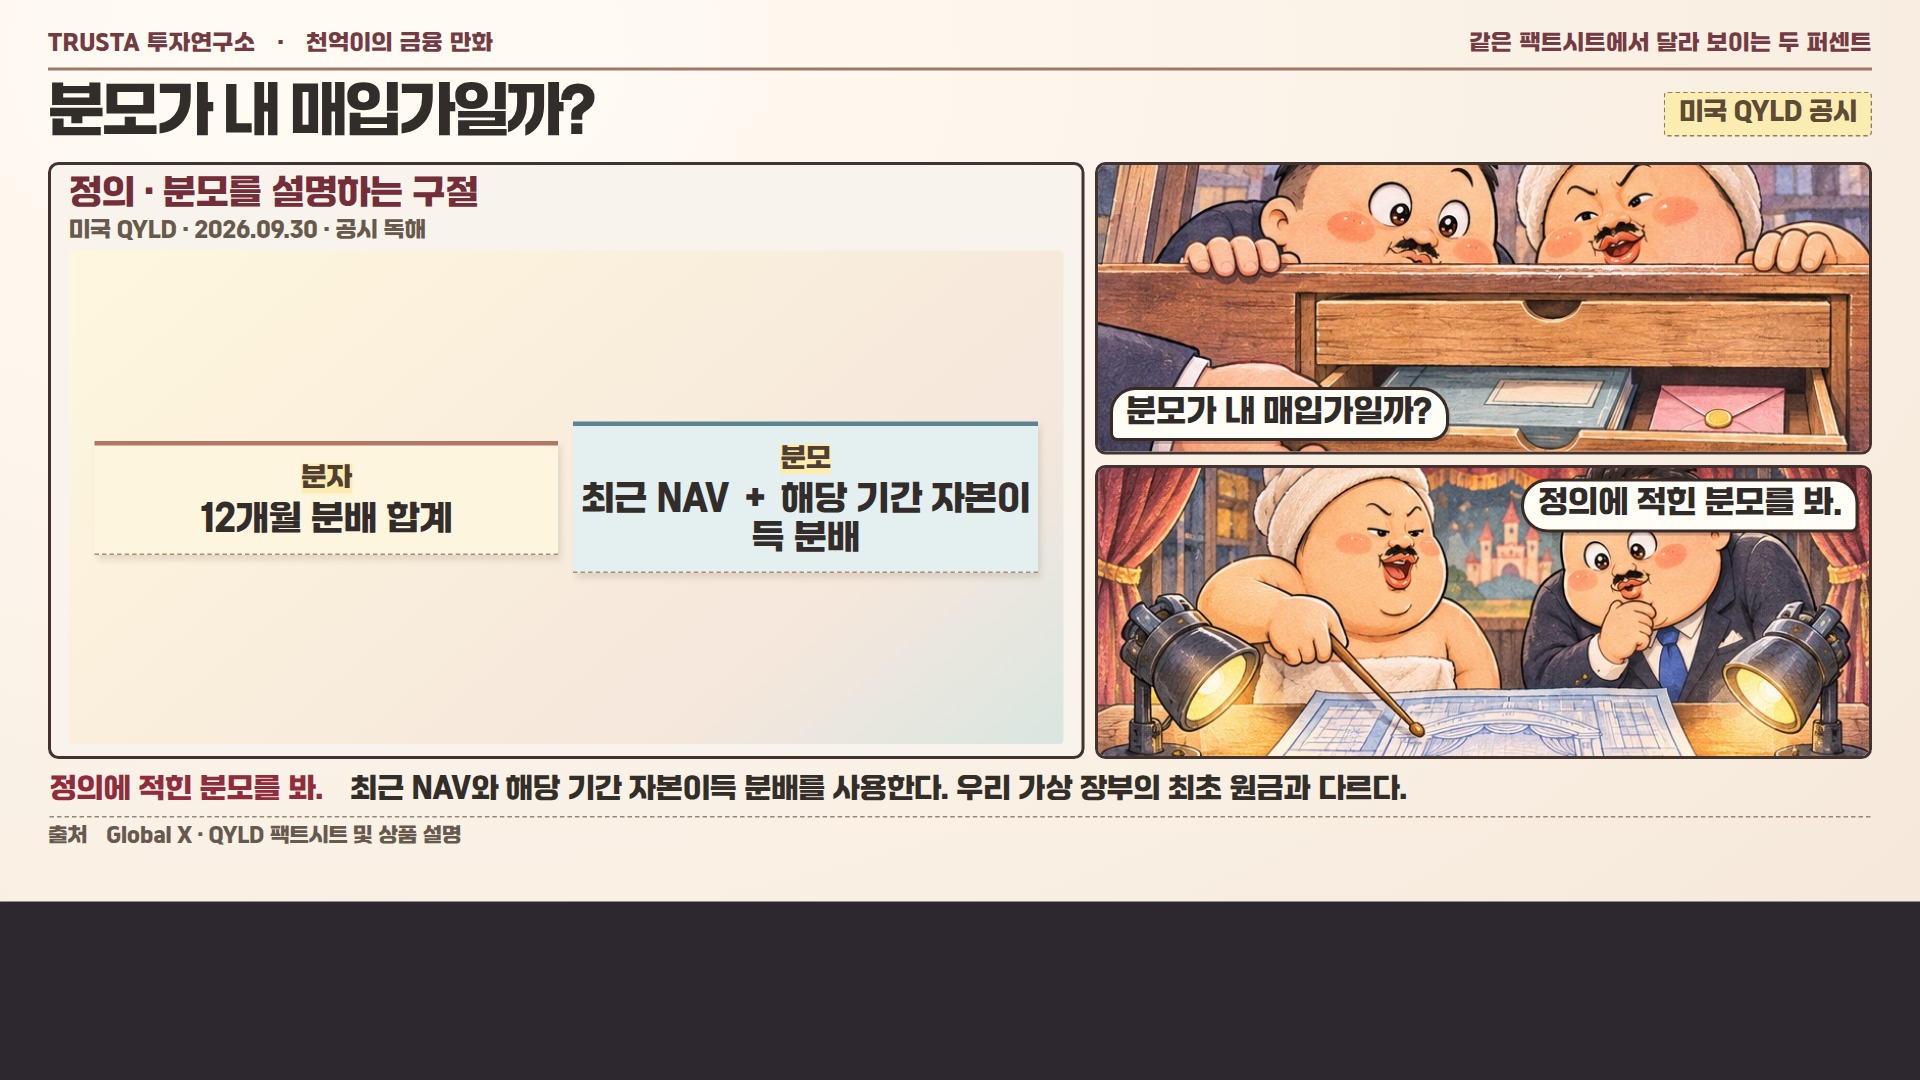 TRUSTA 투자연구소 · 천억이의 금융 만화
같은 팩트시트에서 달라 보이는 두 퍼센트
분모가 내 매입가일까?
미국 QYLD 공시
정의 · 분모를 설명하는 구절
미국 QYLD · 2026.09.30 · 공시 독해
분자
12개월 분배 합계
분모
최근 NAV + 해당 기간 자본이
득 분배
분모가 내 매입가일까?
정의에 적힌 분모를 봐.
정의에 적힌 분모를 봐. 최근 NAV와 해당 기간 자본이득 분배를 사용한다. 우리 가상 장부의 최초 원금과 다르다.
출처 Global X · QYLD 팩트시트 및 상품 설명